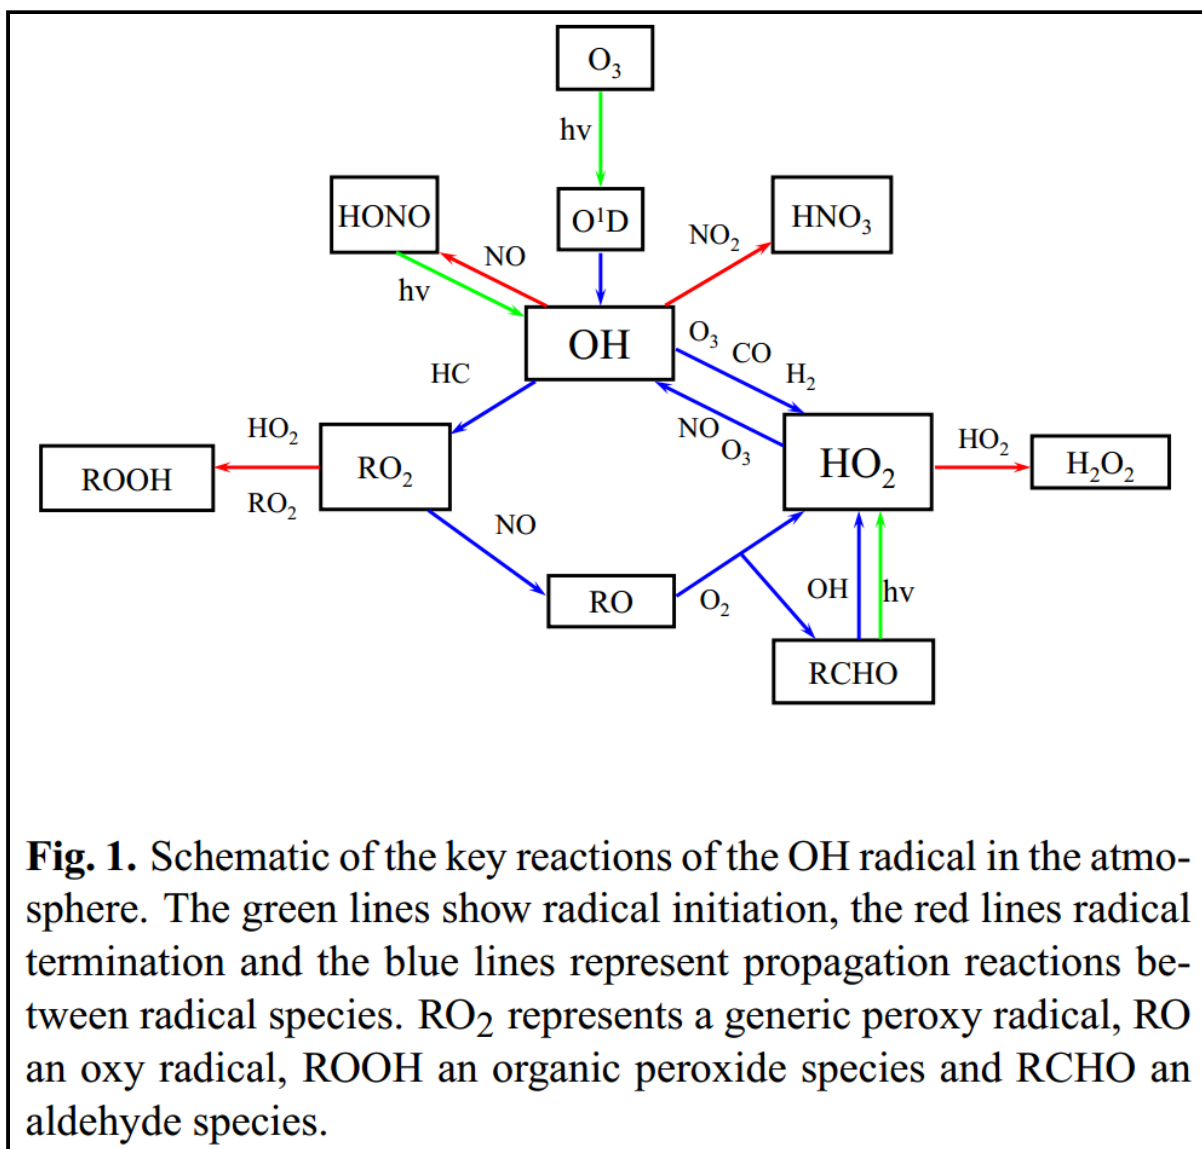 O₃
hv
HONO
O¹D
HNO₃
NO
NO₂
hv
OH
O₃
CO
H₂
HC
NO
O₃
HO₂
RO₂
ROOH
RO₂
HO₂
HO₂
H₂O₂
NO
RO
O₂
OH
hv
RCHO
Fig. 1. Schematic of the key reactions of the OH radical in the atmo-
sphere. The green lines show radical initiation, the red lines radical
termination and the blue lines represent propagation reactions be-
tween radical species. RO₂ represents a generic peroxy radical, RO
an oxy radical, ROOH an organic peroxide species and RCHO an
aldehyde species.